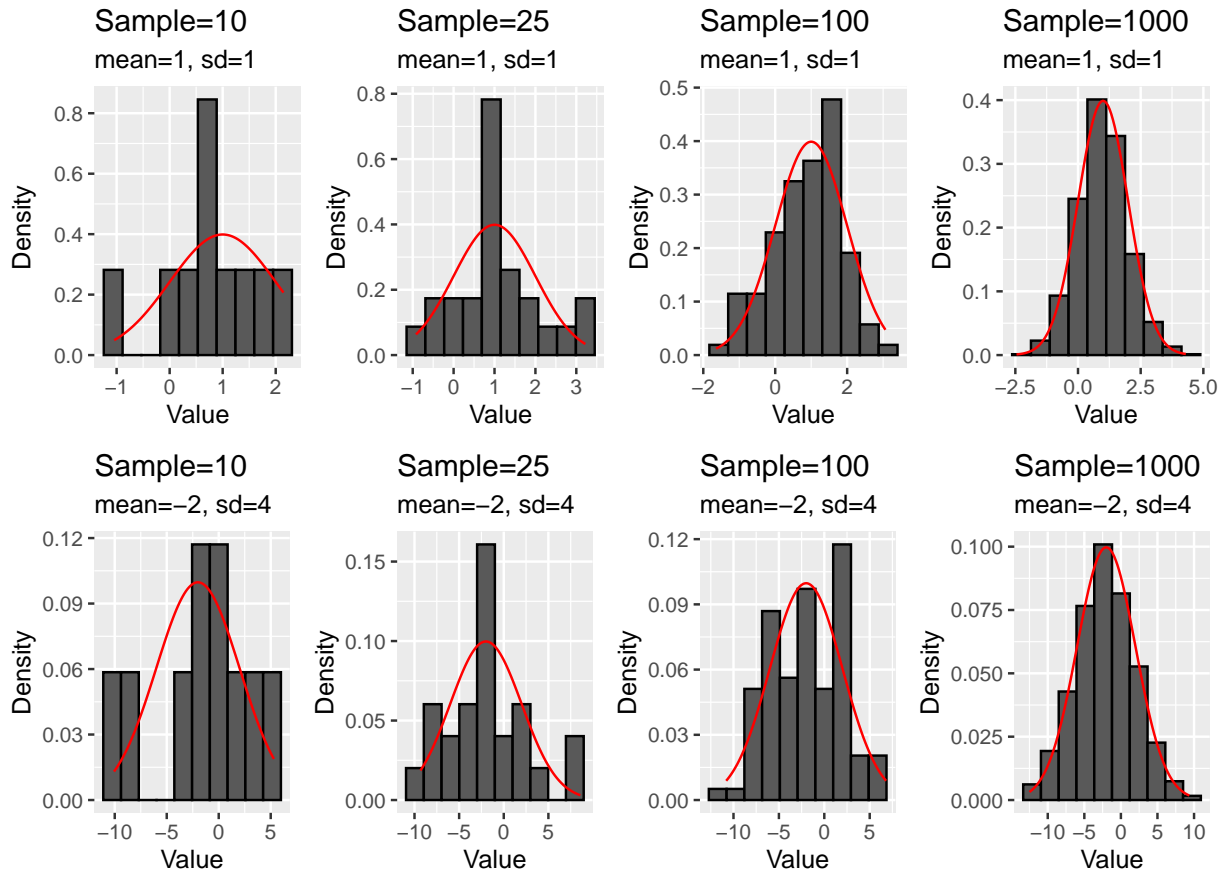 Sample=10
mean=1, sd=1
Density
0.8
0.6
0.4
0.2
0.0
−1 0 1 2
Value
Sample=25
mean=1, sd=1
Density
0.8
0.6
0.4
0.2
0.0
−1 0 1 2 3
Value
Sample=100
mean=1, sd=1
Density
0.5
0.4
0.3
0.2
0.1
0.0
−2 0 2
Value
Sample=1000
mean=1, sd=1
Density
0.4
0.3
0.2
0.1
0.0
−2.5 0.0 2.5 5.0
Value
Sample=10
mean=−2, sd=4
Density
0.12
0.09
0.06
0.03
0.00
−10 −5 0 5
Value
Sample=25
mean=−2, sd=4
Density
0.15
0.10
0.05
0.00
−10 −5 0 5
Value
Sample=100
mean=−2, sd=4
Density
0.12
0.09
0.06
0.03
0.00
−10 −5 0 5
Value
Sample=1000
mean=−2, sd=4
Density
0.100
0.075
0.050
0.025
0.000
−10 −5 0 5 10
Value